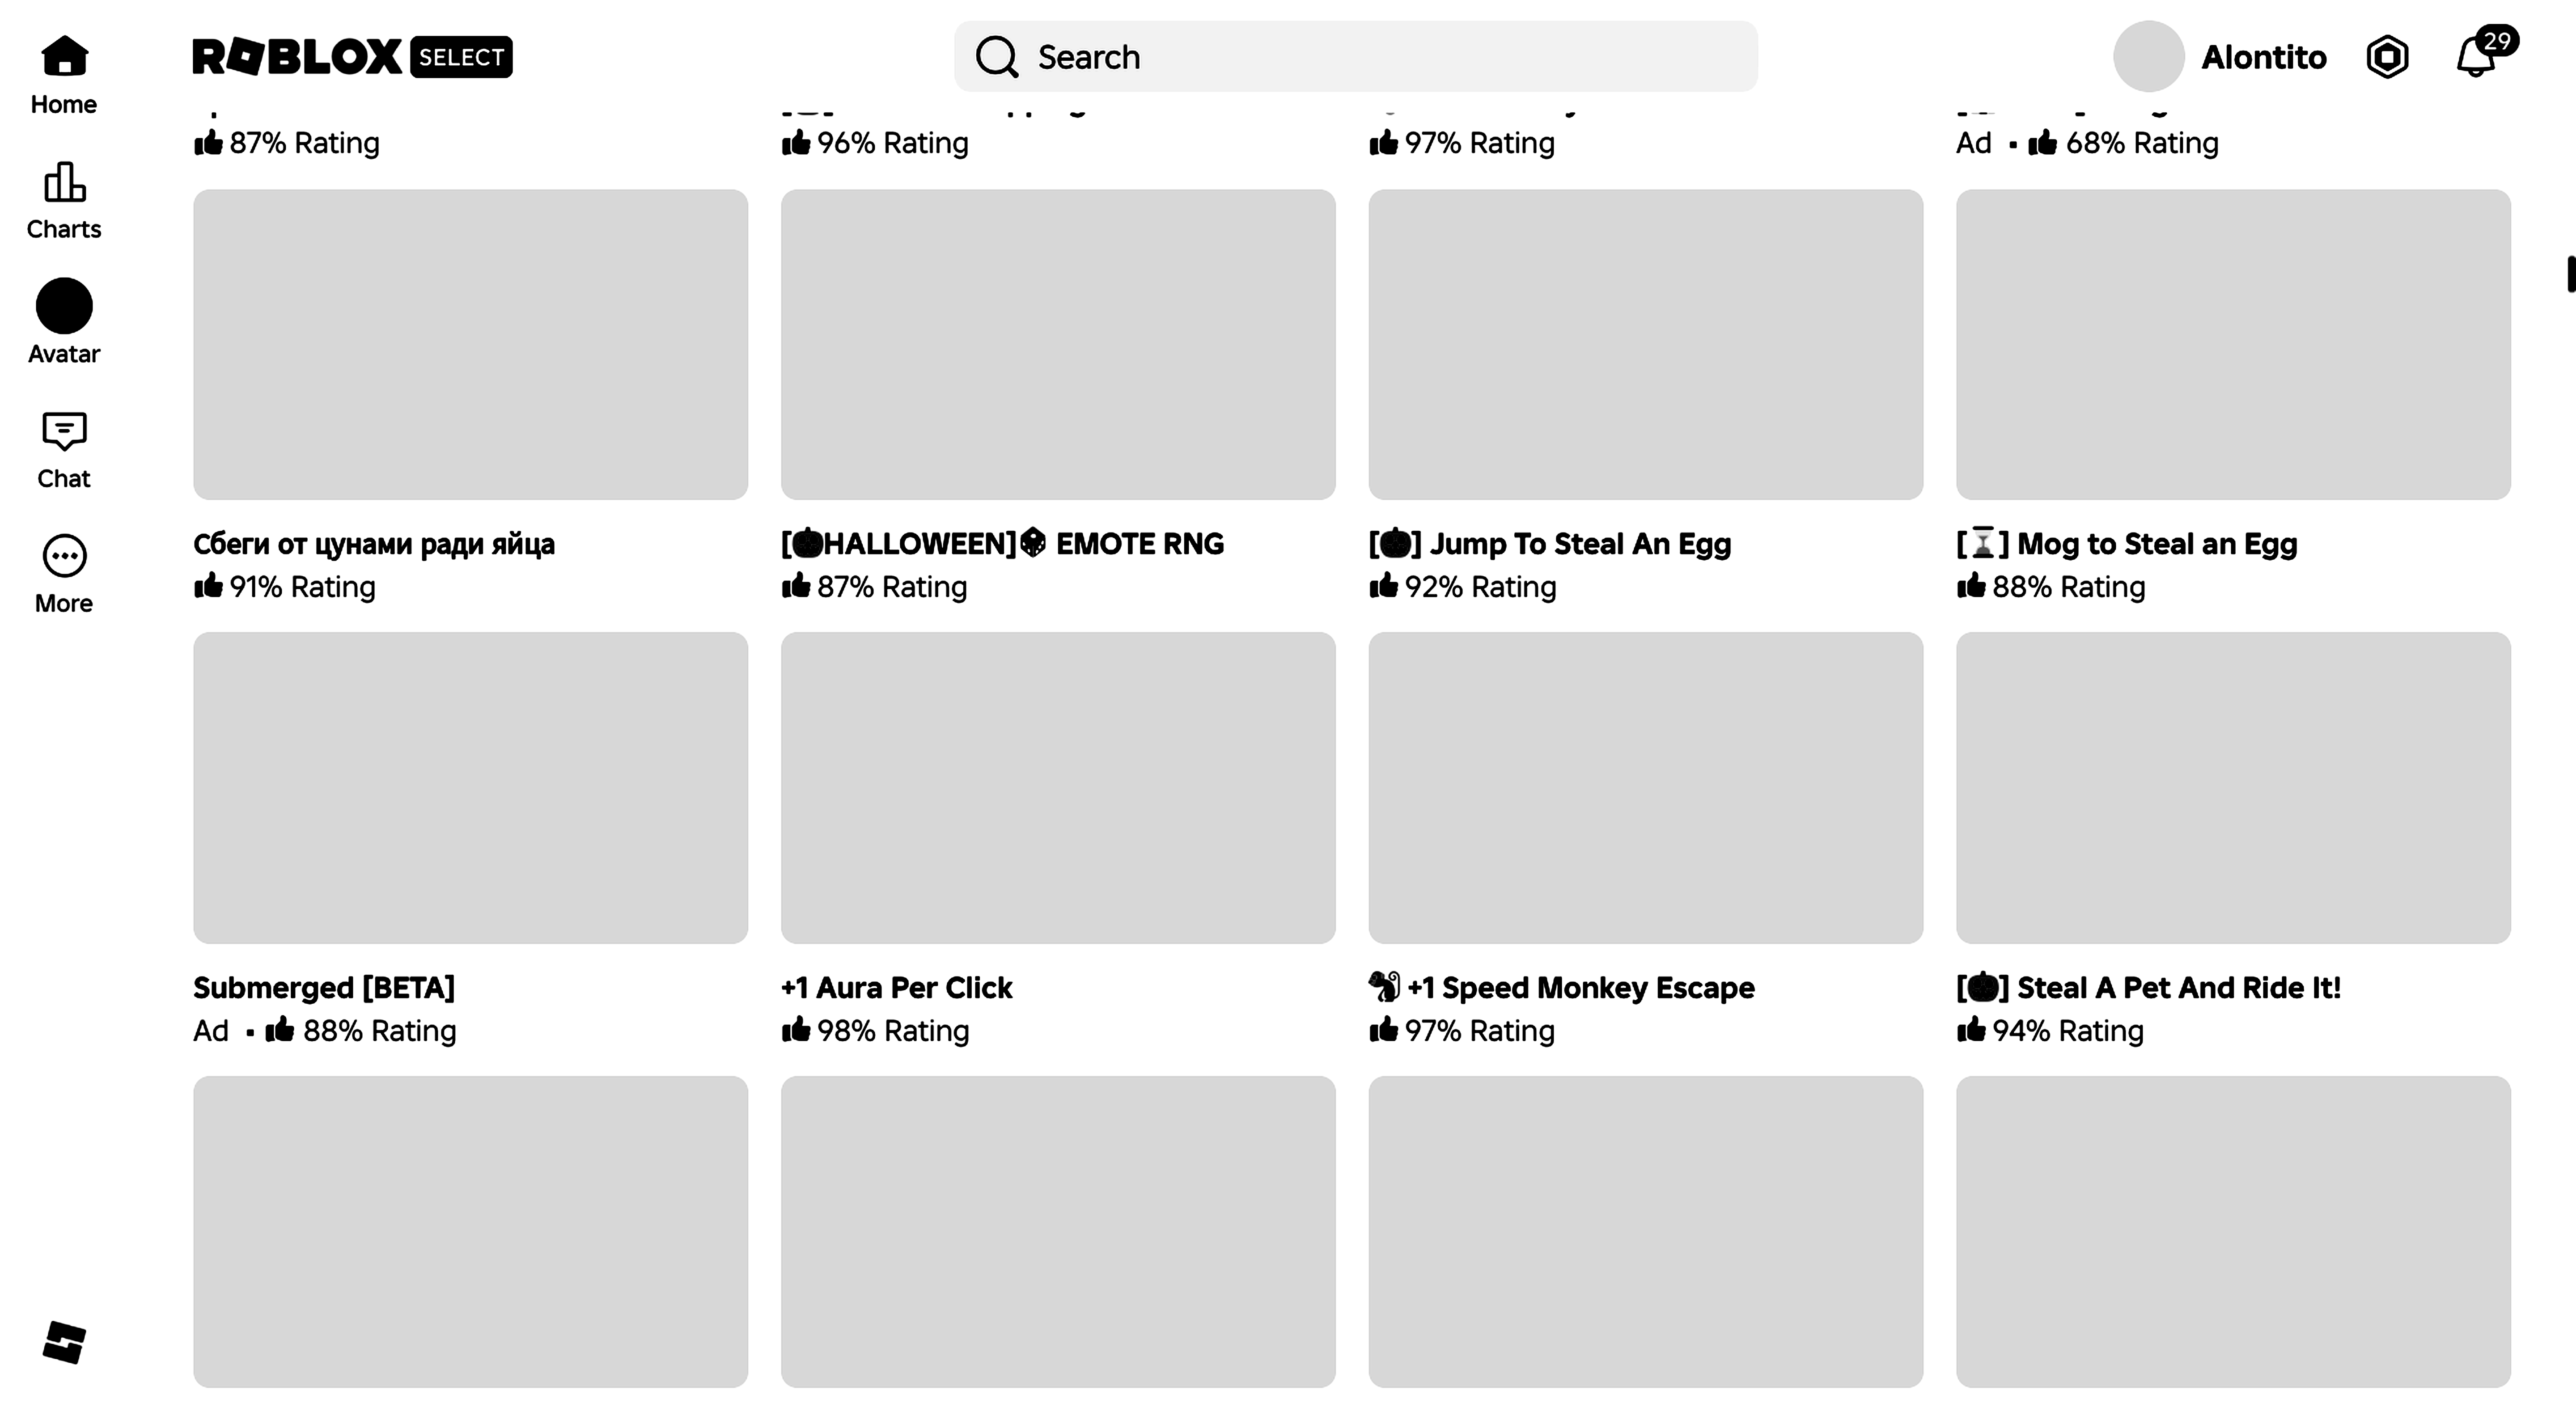 Home
Charts
Avatar
Chat
More
ROBLOX SELECT
Search
Alontito
29
87% Rating
96% Rating
97% Rating
Ad ▪ 68% Rating
Сбеги от цунами ради яйца
91% Rating
[🎃HALLOWEEN]🎲 EMOTE RNG
87% Rating
[🎃] Jump To Steal An Egg
92% Rating
[⏳] Mog to Steal an Egg
88% Rating
Submerged [BETA]
Ad ▪ 88% Rating
+1 Aura Per Click
98% Rating
🐒 +1 Speed Monkey Escape
97% Rating
[🎃] Steal A Pet And Ride It!
94% Rating